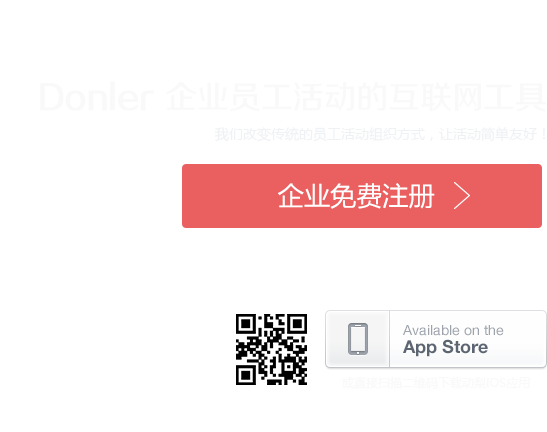 Donler 企业员工活动的互联网工具
我们改变传统的员工活动组织方式，让活动简单友好！
企业免费注册
Available on the
App Store